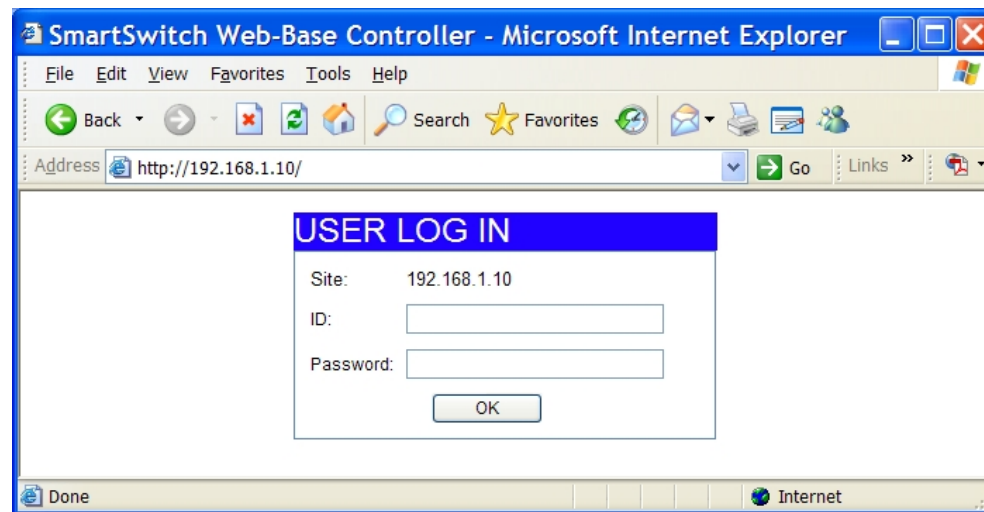 SmartSwitch Web-Base Controller - Microsoft Internet Explorer
File Edit View Favorites Tools Help
Back Search Favorites
Address http://192.168.1.10/ Go Links »
USER LOG IN
Site: 192.168.1.10
ID:
Password:
OK
Done Internet